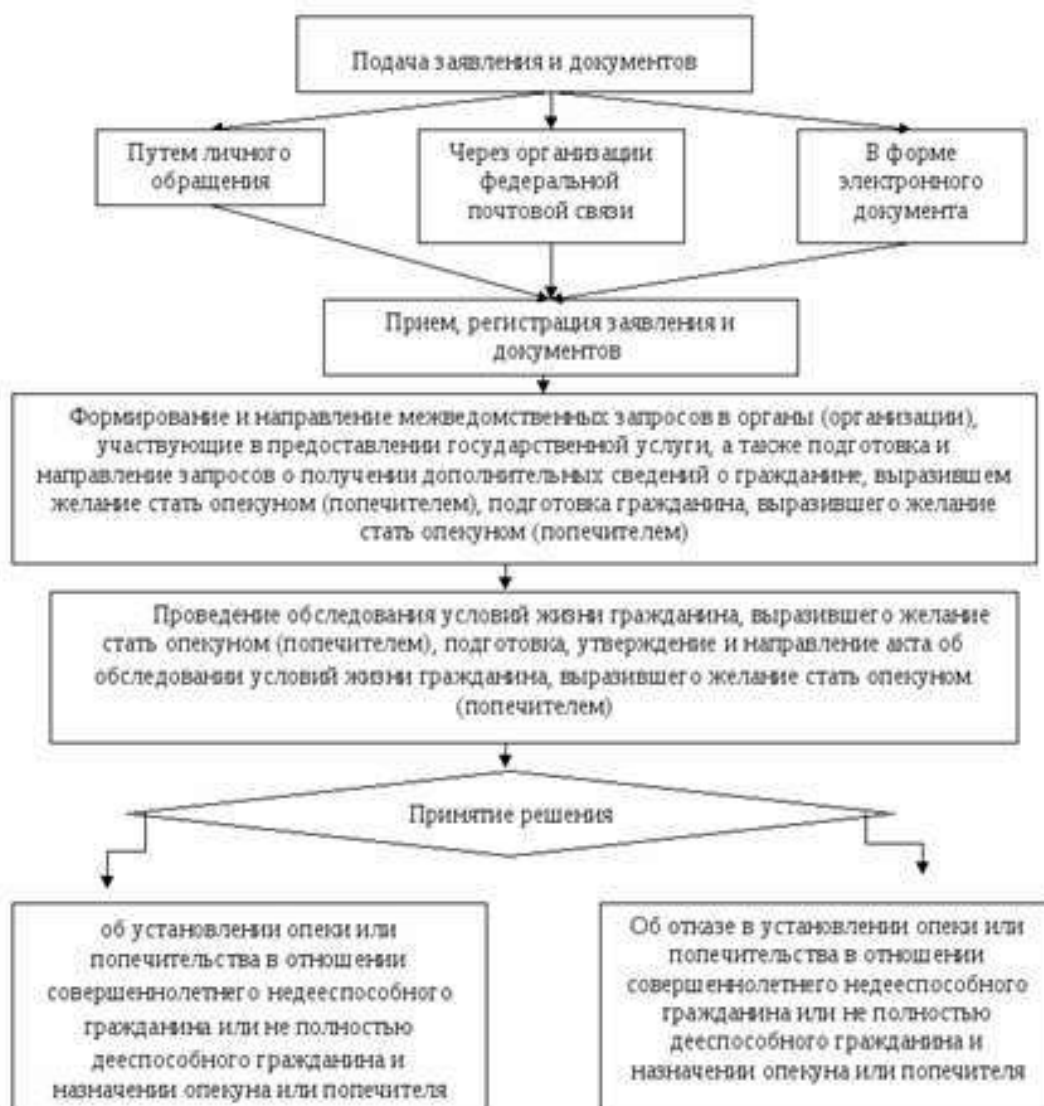 Подача заявления и документов
Путем личного
обращения
Через организации
федеральной
почтовой связи
В форме
электронного
документа
Прием, регистрация заявления и
документов
Формирование и направление межведомственных запросов в органы (организации),
участвующие в предоставлении государственной услуги, а также подготовка и
направление запросов о получении дополнительных сведений о гражданине, выразившем
желание стать опекуном (попечителем), подготовка гражданина, выразившего желание
стать опекуном (попечителем)
Проведение обследования условий жизни гражданина, выразившего желание
стать опекуном (попечителем), подготовка, утверждение и направление акта об
обследовании условий жизни гражданина, выразившего желание стать опекуном
(попечителем)
Принятие решения
об установлении опеки или
попечительства в отношении
совершеннолетнего недееспособного
гражданина или не полностью
дееспособного гражданина и
назначении опекуна или попечителя
Об отказе в установлении опеки или
попечительства в отношении
совершеннолетнего недееспособного
гражданина или не полностью
дееспособного гражданина и
назначении опекуна или попечителя